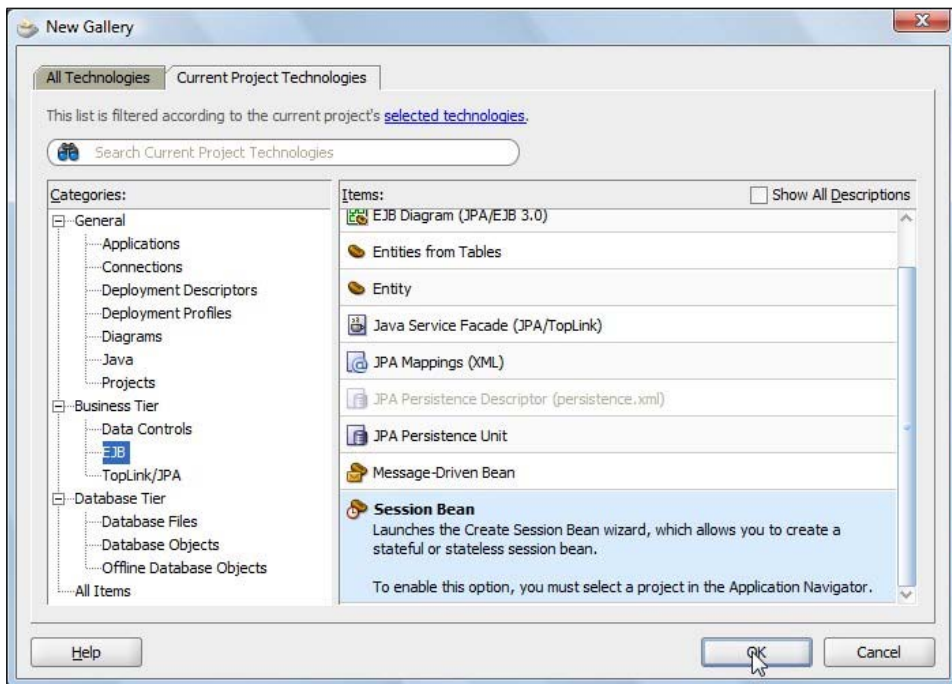 New Gallery
All Technologies
Current Project Technologies
This list is filtered according to the current project's selected technologies.
Search Current Project Technologies
Categories:
General
Applications
Connections
Deployment Descriptors
Deployment Profiles
Diagrams
Java
Projects
Business Tier
Data Controls
EJB
TopLink/JPA
Database Tier
Database Files
Database Objects
Offline Database Objects
All Items
Items:
Show All Descriptions
EJB Diagram (JPA/EJB 3.0)
Entities from Tables
Entity
Java Service Facade (JPA/TopLink)
JPA Mappings (XML)
JPA Persistence Descriptor (persistence.xml)
JPA Persistence Unit
Message-Driven Bean
Session Bean
Launches the Create Session Bean wizard, which allows you to create a
stateful or stateless session bean.
To enable this option, you must select a project in the Application Navigator.
Help
OK
Cancel